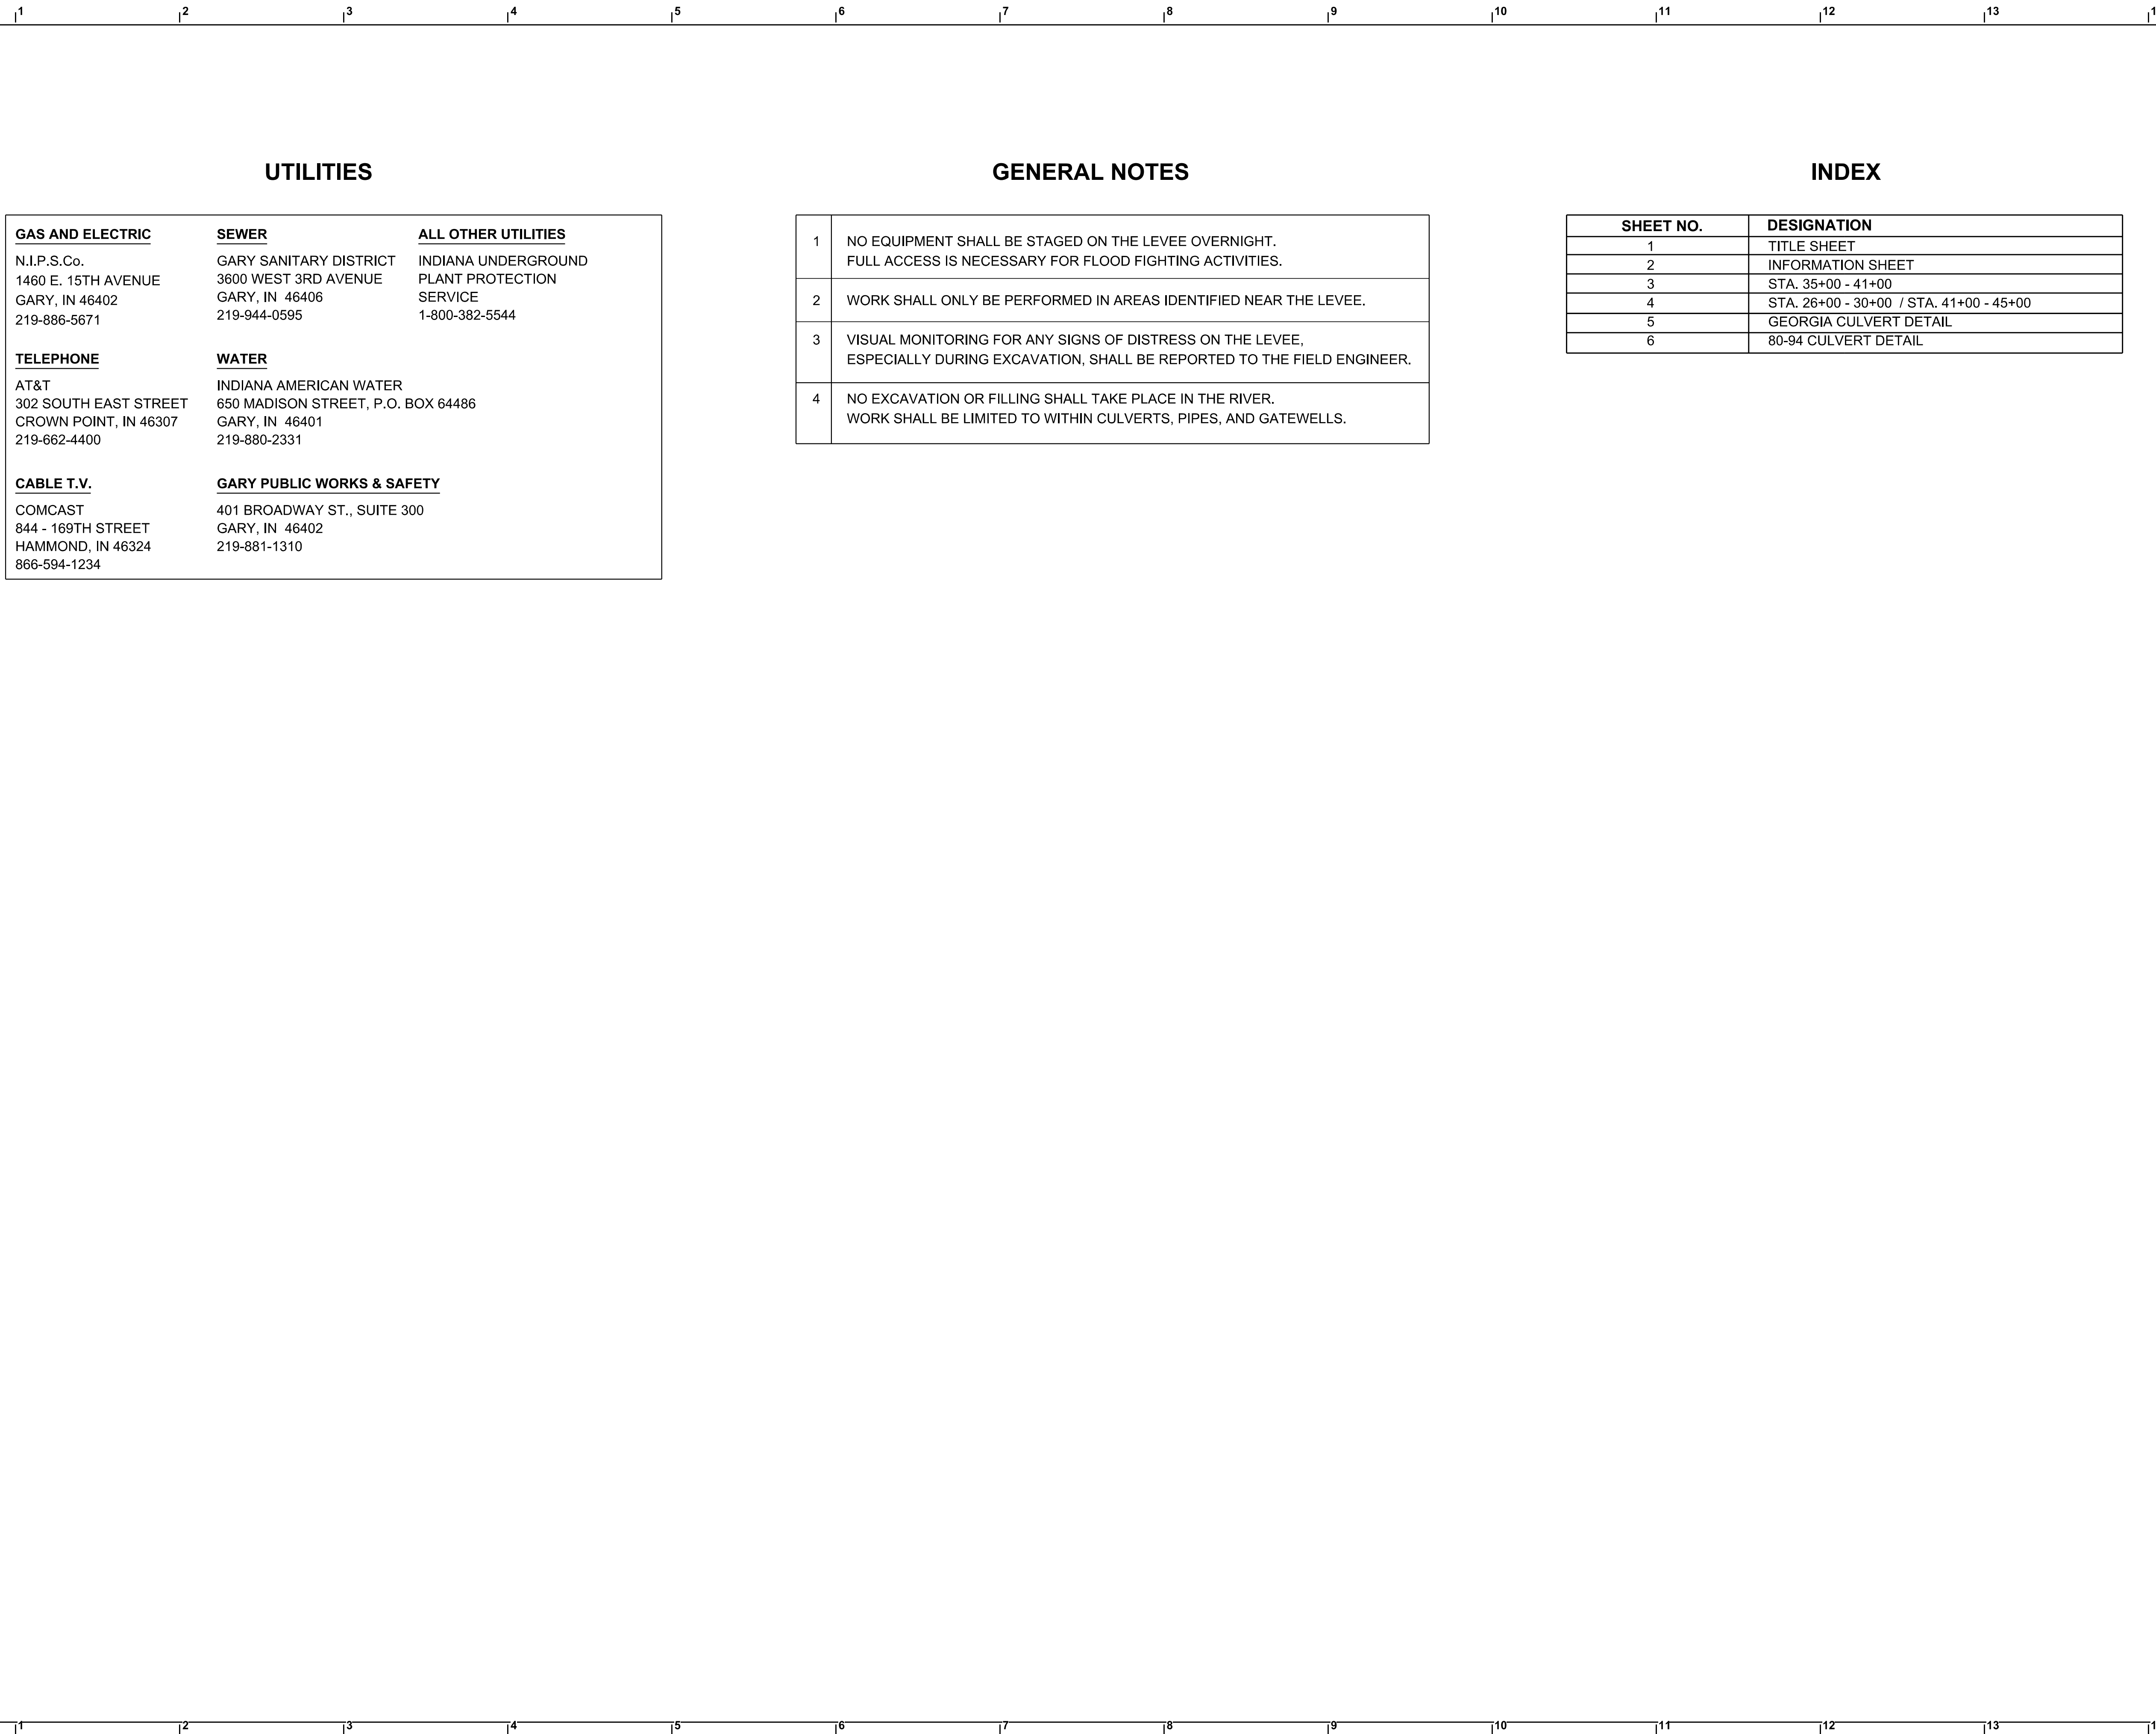 1 2 3 4 5 6 7 8 9 10 11 12 13
UTILITIES
GAS AND ELECTRIC
N.I.P.S.Co.
1460 E. 15TH AVENUE
GARY, IN 46402
219-886-5671
SEWER
GARY SANITARY DISTRICT
3600 WEST 3RD AVENUE
GARY, IN 46406
219-944-0595
ALL OTHER UTILITIES
INDIANA UNDERGROUND
PLANT PROTECTION
SERVICE
1-800-382-5544
TELEPHONE
AT&T
302 SOUTH EAST STREET
CROWN POINT, IN 46307
219-662-4400
WATER
INDIANA AMERICAN WATER
650 MADISON STREET, P.O. BOX 64486
GARY, IN 46401
219-880-2331
CABLE T.V.
COMCAST
844 - 169TH STREET
HAMMOND, IN 46324
866-594-1234
GARY PUBLIC WORKS & SAFETY
401 BROADWAY ST., SUITE 300
GARY, IN 46402
219-881-1310
GENERAL NOTES
1 NO EQUIPMENT SHALL BE STAGED ON THE LEVEE OVERNIGHT.
FULL ACCESS IS NECESSARY FOR FLOOD FIGHTING ACTIVITIES.
2 WORK SHALL ONLY BE PERFORMED IN AREAS IDENTIFIED NEAR THE LEVEE.
3 VISUAL MONITORING FOR ANY SIGNS OF DISTRESS ON THE LEVEE,
ESPECIALLY DURING EXCAVATION, SHALL BE REPORTED TO THE FIELD ENGINEER.
4 NO EXCAVATION OR FILLING SHALL TAKE PLACE IN THE RIVER.
WORK SHALL BE LIMITED TO WITHIN CULVERTS, PIPES, AND GATEWELLS.
INDEX
SHEET NO. DESIGNATION
1 TITLE SHEET
2 INFORMATION SHEET
3 STA. 35+00 - 41+00
4 STA. 26+00 - 30+00 / STA. 41+00 - 45+00
5 GEORGIA CULVERT DETAIL
6 80-94 CULVERT DETAIL
1 2 3 4 5 6 7 8 9 10 11 12 13